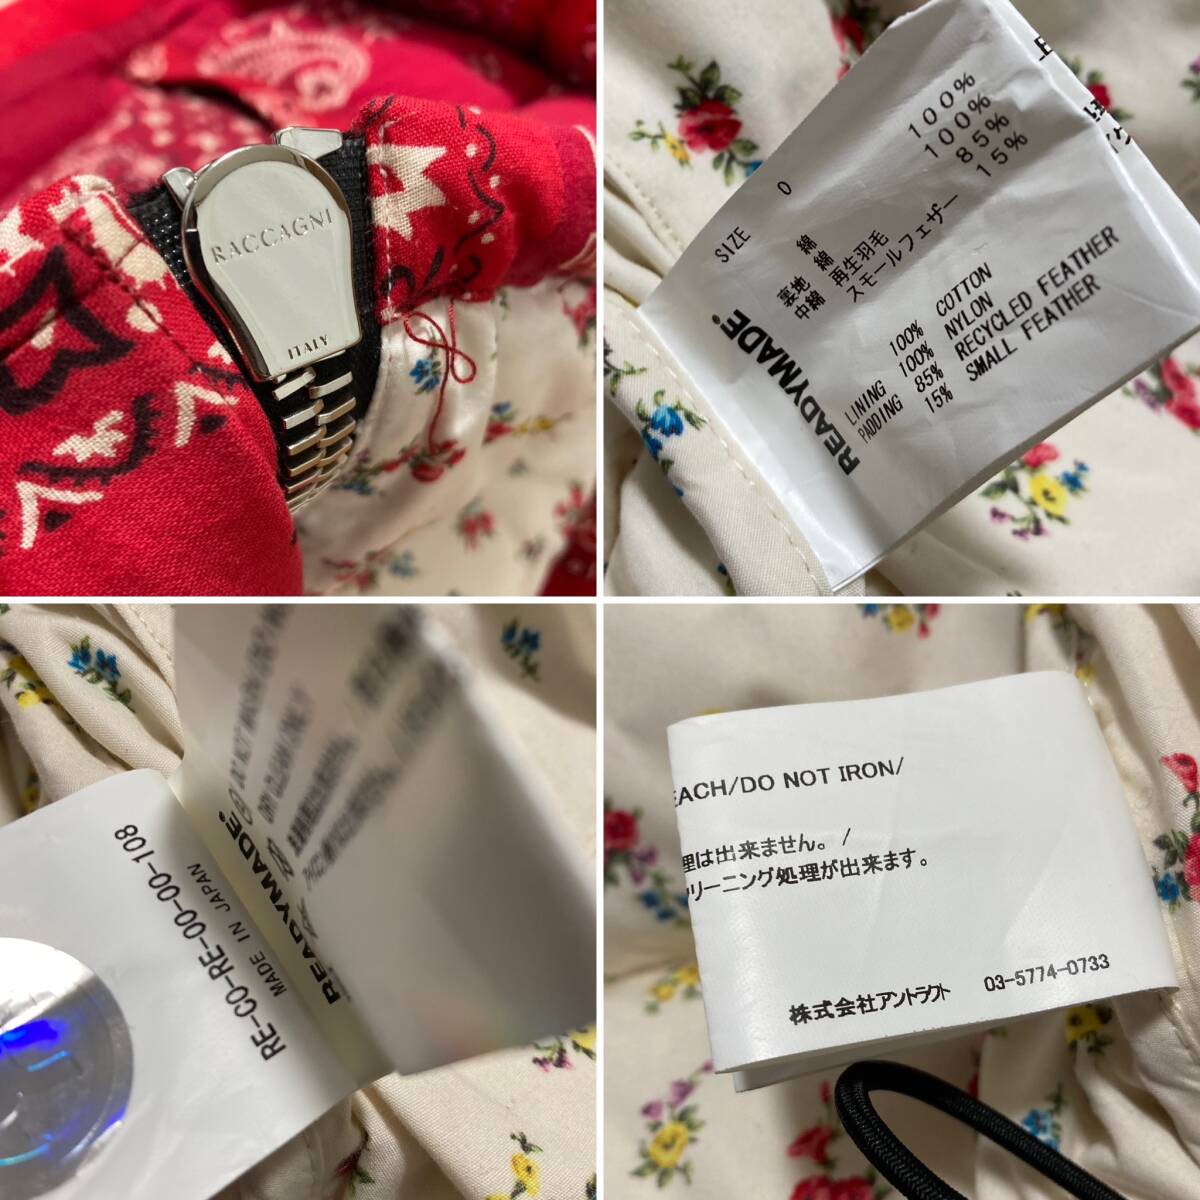 RACCAGNI
ITALY
SIZE 0
綿 100%
裏地 綿 100%
中綿 再生羽毛 85%
スモールフェザー 15%
100% COTTON
LINING 100% NYLON
PADDING 85% RECYCLED FEATHER
15% SMALL FEATHER
READYMADE®
DRY CLEAN ONLY
READYMADE®
RE-CO-RE-00-00-108
MADE IN JAPAN
EACH/DO NOT IRON/
理は出来ません。/
クリーニング処理が出来ます。
株式会社アントラクト 03-5774-0733